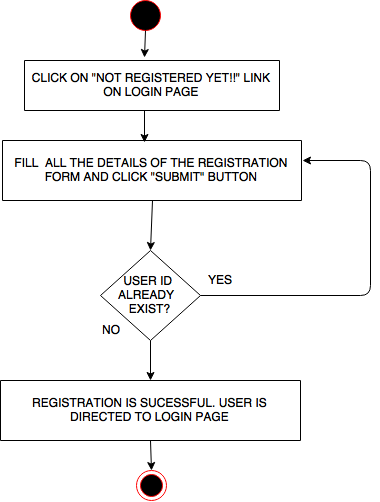 CLICK ON "NOT REGISTERED YET!!" LINK
ON LOGIN PAGE
FILL ALL THE DETAILS OF THE REGISTRATION
FORM AND CLICK "SUBMIT" BUTTON
USER ID
ALREADY
EXIST?
YES
NO
REGISTRATION IS SUCESSFUL. USER IS
DIRECTED TO LOGIN PAGE